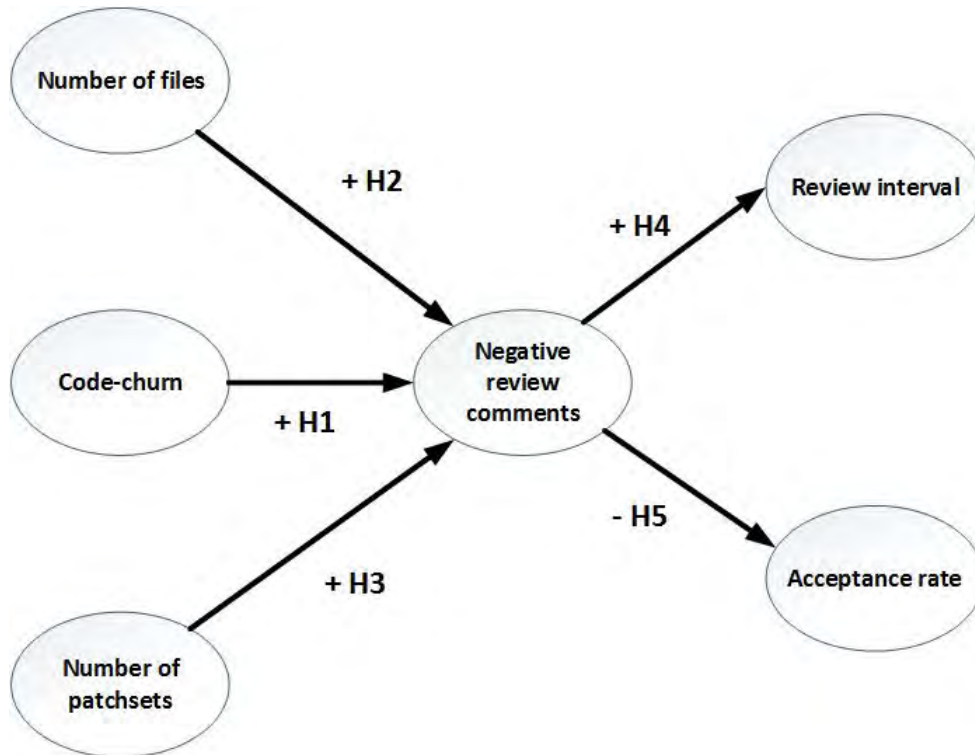 Number of files
+ H2
Review interval
+ H4
Code-churn
+ H1
Negative
review
comments
- H5
+ H3
Acceptance rate
Number of
patchsets